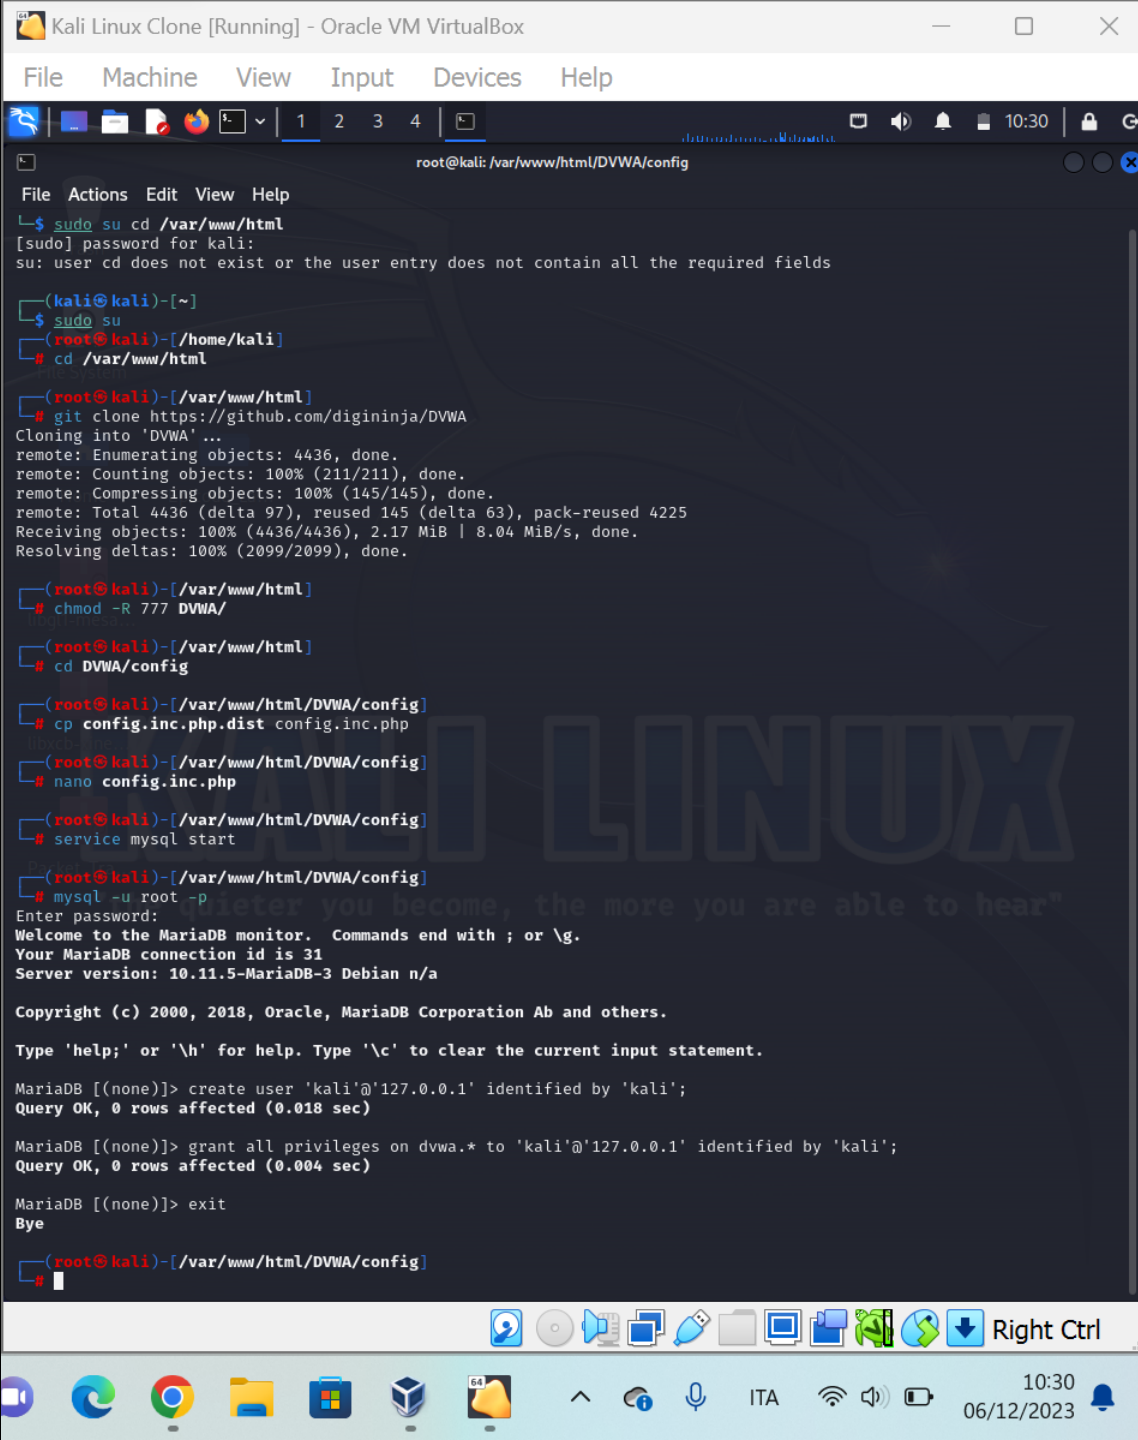 Kali Linux Clone [Running] - Oracle VM VirtualBox
File Machine View Input Devices Help
1 2 3 4 10:30
root@kali: /var/www/html/DVWA/config
File Actions Edit View Help
└─$ sudo su cd /var/www/html
[sudo] password for kali:
su: user cd does not exist or the user entry does not contain all the required fields
┌──(kali㉿kali)-[~]
└─$ sudo su
┌──(root㉿kali)-[/home/kali]
└─# cd /var/www/html
┌──(root㉿kali)-[/var/www/html]
└─# git clone https://github.com/digininja/DVWA
Cloning into 'DVWA'...
remote: Enumerating objects: 4436, done.
remote: Counting objects: 100% (211/211), done.
remote: Compressing objects: 100% (145/145), done.
remote: Total 4436 (delta 97), reused 145 (delta 63), pack-reused 4225
Receiving objects: 100% (4436/4436), 2.17 MiB | 8.04 MiB/s, done.
Resolving deltas: 100% (2099/2099), done.
┌──(root㉿kali)-[/var/www/html]
└─# chmod -R 777 DVWA/
┌──(root㉿kali)-[/var/www/html]
└─# cd DVWA/config
┌──(root㉿kali)-[/var/www/html/DVWA/config]
└─# cp config.inc.php.dist config.inc.php
┌──(root㉿kali)-[/var/www/html/DVWA/config]
└─# nano config.inc.php
┌──(root㉿kali)-[/var/www/html/DVWA/config]
└─# service mysql start
KALI LINUX
┌──(root㉿kali)-[/var/www/html/DVWA/config]
└─# mysql -u root -p
quieter you become, the more you are able to hear"
Enter password:
Welcome to the MariaDB monitor.  Commands end with ; or \g.
Your MariaDB connection id is 31
Server version: 10.11.5-MariaDB-3 Debian n/a
Copyright (c) 2000, 2018, Oracle, MariaDB Corporation Ab and others.
Type 'help;' or '\h' for help. Type '\c' to clear the current input statement.
MariaDB [(none)]> create user 'kali'@'127.0.0.1' identified by 'kali';
Query OK, 0 rows affected (0.018 sec)
MariaDB [(none)]> grant all privileges on dvwa.* to 'kali'@'127.0.0.1' identified by 'kali';
Query OK, 0 rows affected (0.004 sec)
MariaDB [(none)]> exit
Bye
┌──(root㉿kali)-[/var/www/html/DVWA/config]
└─#
Right Ctrl
64
ITA
10:30
06/12/2023